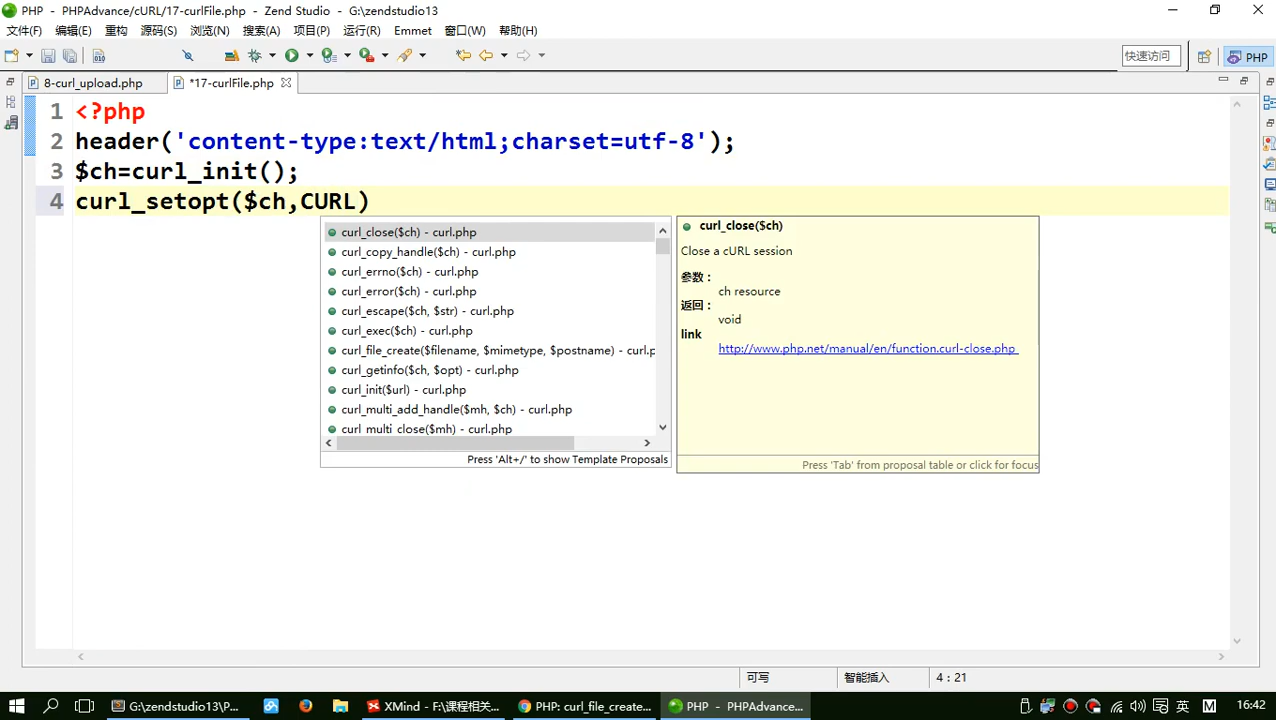 PHP - PHPAdvance/cURL/17-curlFile.php - Zend Studio - G:\zendstudio13
文件(F) 编辑(E) 重构 源码(S) 搜索(A) 浏览(N) 项目(P) 运行(R) Emmet 窗口(W) 帮助(H)
快速访问 PHP
8-curl_upload.php *17-curlFile.php
1 <?php
2 header('content-type:text/html;charset=utf-8');
3 $ch=curl_init();
4 curl_setopt($ch,CURL)
curl_close($ch) - curl.php
curl_copy_handle($ch) - curl.php
curl_errno($ch) - curl.php
curl_error($ch) - curl.php
curl_escape($ch, $str) - curl.php
curl_exec($ch) - curl.php
curl_file_create($filename, $mimetype, $postname) - curl.p
curl_getinfo($ch, $opt) - curl.php
curl_init($url) - curl.php
curl_multi_add_handle($mh, $ch) - curl.php
curl_multi_close($mh) - curl.php
Press 'Alt+/' to show Template Proposals
curl_close($ch)
Close a cURL session
参数：
ch resource
返回：
void
link
http://www.php.net/manual/en/function.curl-close.php
Press 'Tab' from proposal table or click for focus
可写 智能插入 4 : 21
G:\zendstudio13\P... XMind - F:\课程相关... PHP: curl_file_create... PHP - PHPAdvance... 英 M 16:42